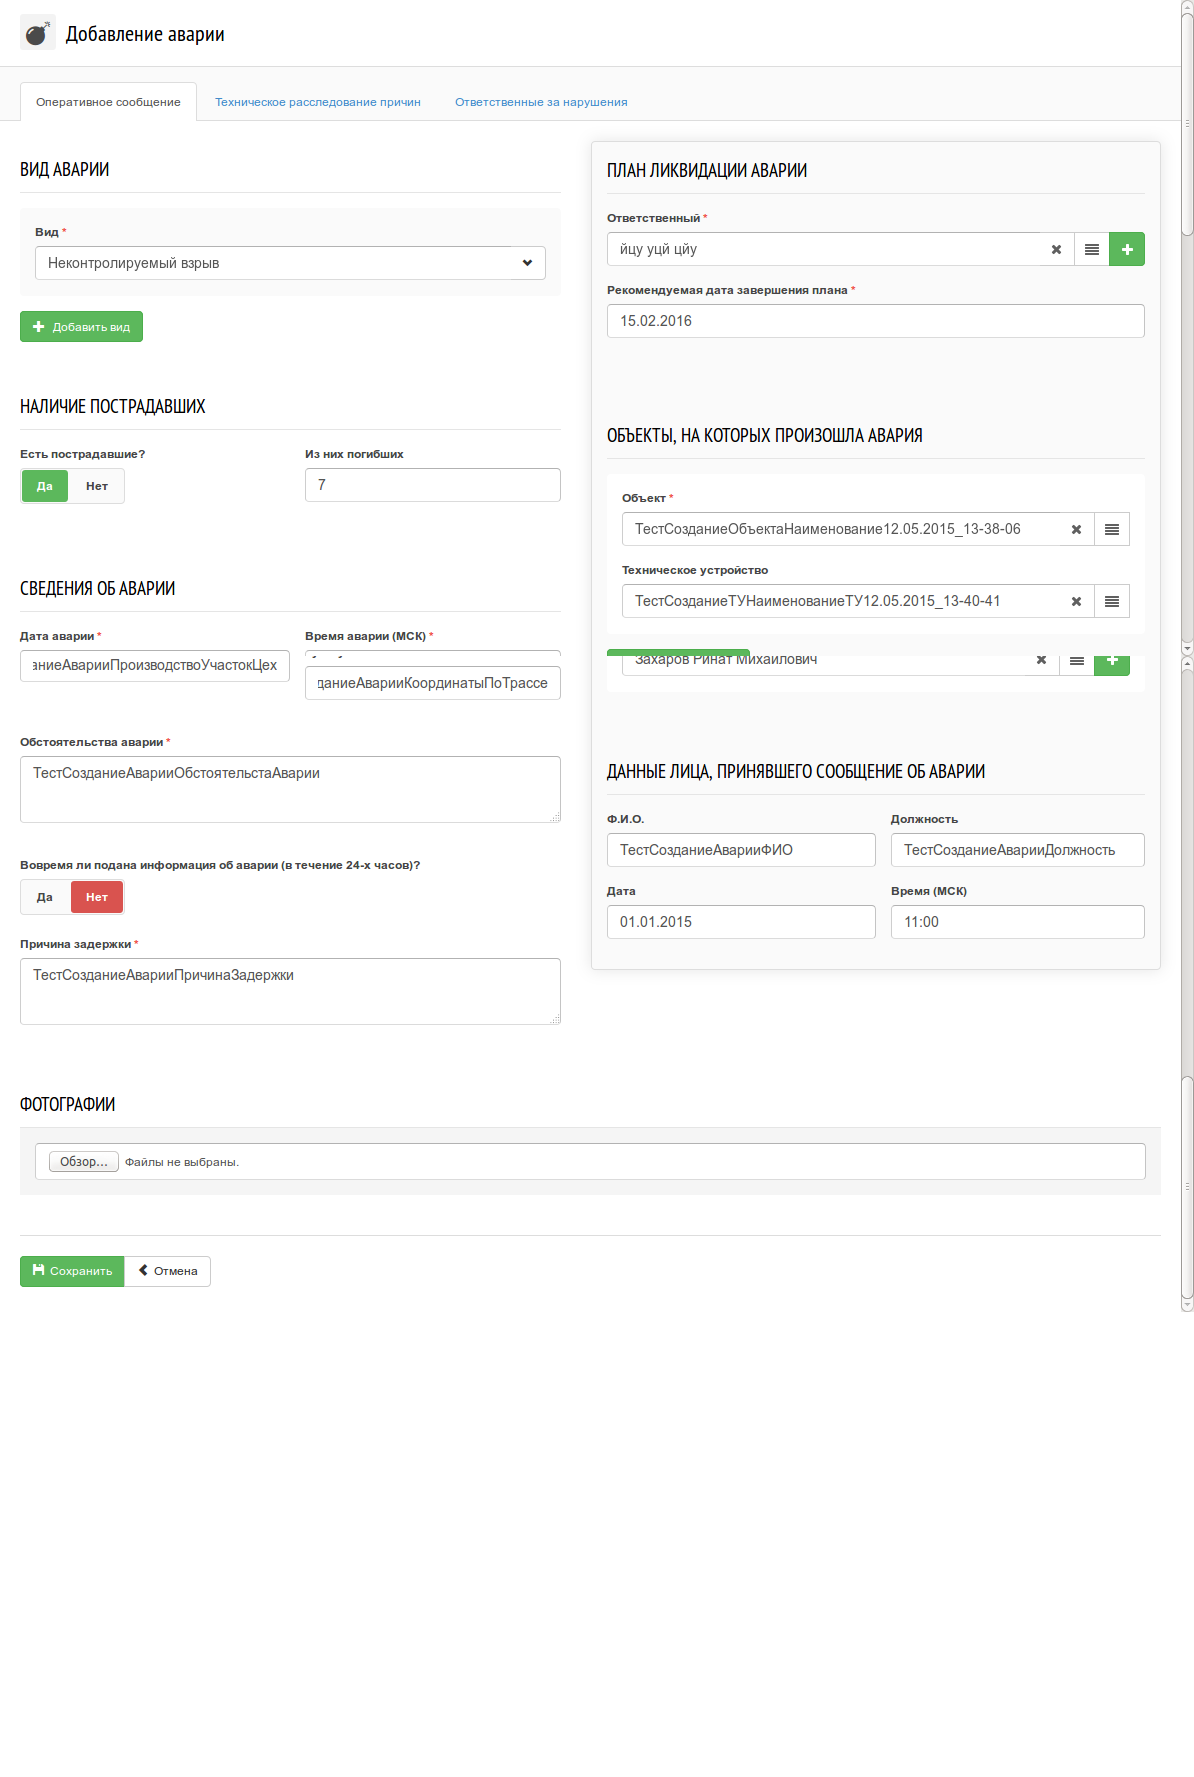 Добавление аварии
Оперативное сообщение
Техническое расследование причин
Ответственные за нарушения
ВИД АВАРИИ
Вид *
Неконтролируемый взрыв
Добавить вид
НАЛИЧИЕ ПОСТРАДАВШИХ
Есть пострадавшие?
Да Нет
Из них погибших
7
СВЕДЕНИЯ ОБ АВАРИИ
Дата аварии *
Время аварии (МСК) *
аниеАварииПроизводствоУчастокЦех
даниеАварииКоординатыПоТрассе
Обстоятельства аварии *
ТестСозданиеАварииОбстоятельстаАварии
Вовремя ли подана информация об аварии (в течение 24-х часов)?
Да Нет
Причина задержки *
ТестСозданиеАварииПричинаЗадержки
ПЛАН ЛИКВИДАЦИИ АВАРИИ
Ответственный *
йцу уцй цйу
Рекомендуемая дата завершения плана *
15.02.2016
ОБЪЕКТЫ, НА КОТОРЫХ ПРОИЗОШЛА АВАРИЯ
Объект *
ТестСозданиеОбъектаНаименование12.05.2015_13-38-06
Техническое устройство
ТестСозданиеТУНаименованиеТУ12.05.2015_13-40-41
Захаров Ринат Михайлович
ДАННЫЕ ЛИЦА, ПРИНЯВШЕГО СООБЩЕНИЕ ОБ АВАРИИ
Ф.И.О.
Должность
ТестСозданиеАварииФИО
ТестСозданиеАварииДолжность
Дата
Время (МСК)
01.01.2015
11:00
ФОТОГРАФИИ
Обзор... Файлы не выбраны.
Сохранить
Отмена